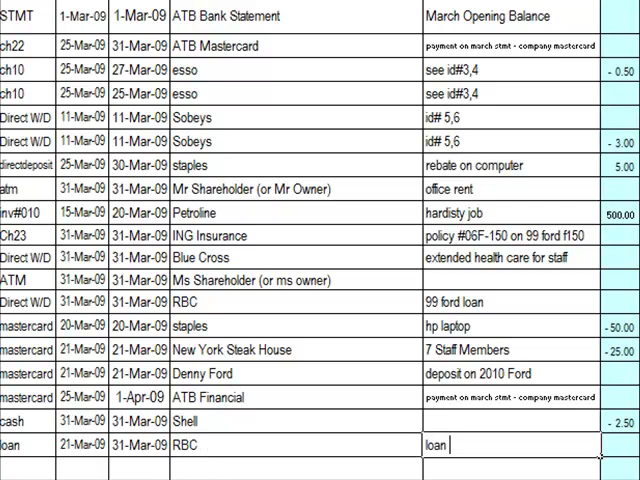 STMT 1-Mar-09 1-Mar-09 ATB Bank Statement March Opening Balance
ch22 25-Mar-09 31-Mar-09 ATB Mastercard payment on march stmt - company mastercard
ch10 25-Mar-09 27-Mar-09 esso see id#3,4 - 0.50
ch10 25-Mar-09 25-Mar-09 esso see id#3,4
Direct W/D 11-Mar-09 11-Mar-09 Sobeys id# 5,6
Direct W/D 11-Mar-09 11-Mar-09 Sobeys id# 5,6 - 3.00
directdeposit 25-Mar-09 30-Mar-09 staples rebate on computer 5.00
atm 31-Mar-09 31-Mar-09 Mr Shareholder (or Mr Owner) office rent
inv#010 15-Mar-09 20-Mar-09 Petroline hardisty job 500.00
Ch23 31-Mar-09 31-Mar-09 ING Insurance policy #06F-150 on 99 ford f150
Direct W/D 31-Mar-09 31-Mar-09 Blue Cross extended health care for staff
ATM 31-Mar-09 31-Mar-09 Ms Shareholder (or ms owner)
Direct W/D 31-Mar-09 31-Mar-09 RBC 99 ford loan
mastercard 20-Mar-09 20-Mar-09 staples hp laptop - 50.00
mastercard 21-Mar-09 21-Mar-09 New York Steak House 7 Staff Members - 25.00
mastercard 21-Mar-09 21-Mar-09 Denny Ford deposit on 2010 Ford
mastercard 25-Mar-09 1-Apr-09 ATB Financial payment on march stmt - company mastercard
cash 31-Mar-09 31-Mar-09 Shell - 2.50
loan 21-Mar-09 31-Mar-09 RBC loan